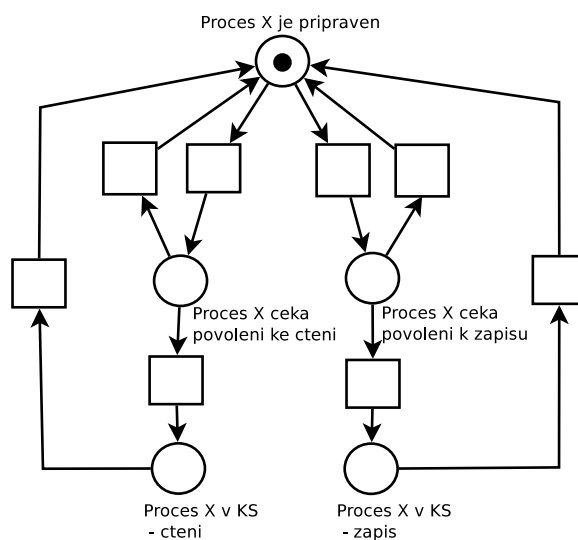 Proces X je pripraven
Proces X ceka
povoleni ke cteni
Proces X ceka
povoleni k zapisu
Proces X v KS
- cteni
Proces X v KS
- zapis